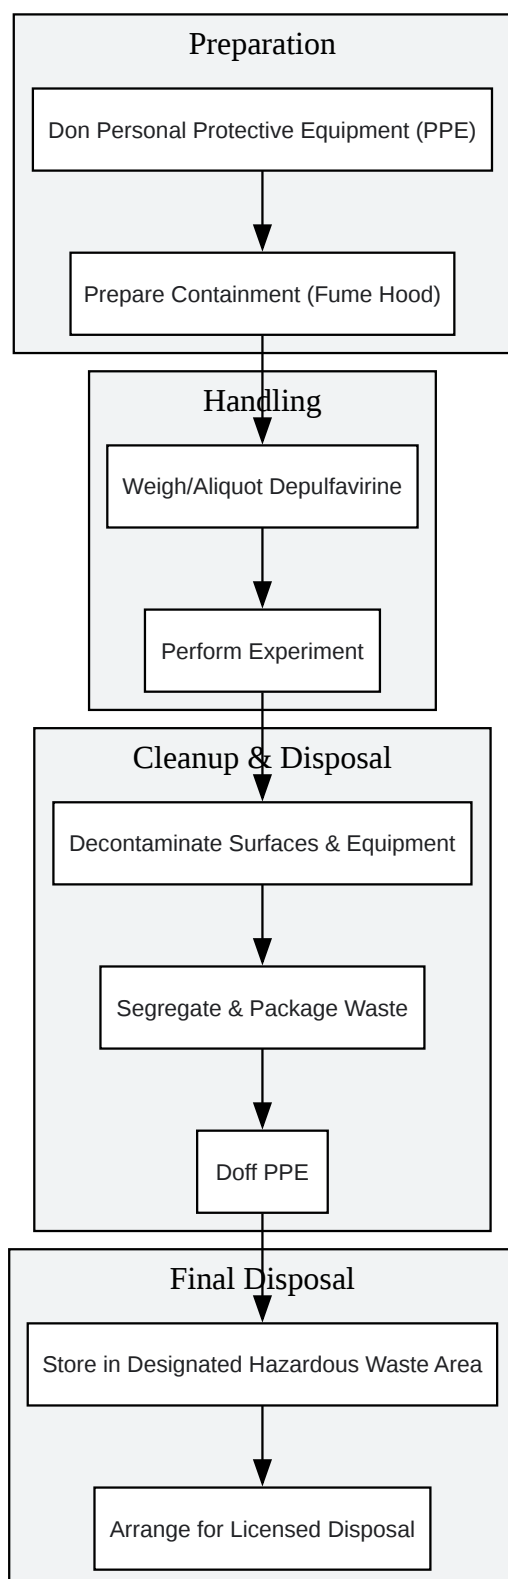 Preparation
Don Personal Protective Equipment (PPE)
Prepare Containment (Fume Hood)
Handling
Weigh/Aliquot Depulfavirine
Perform Experiment
Cleanup & Disposal
Decontaminate Surfaces & Equipment
Segregate & Package Waste
Doff PPE
Final Disposal
Store in Designated Hazardous Waste Area
Arrange for Licensed Disposal